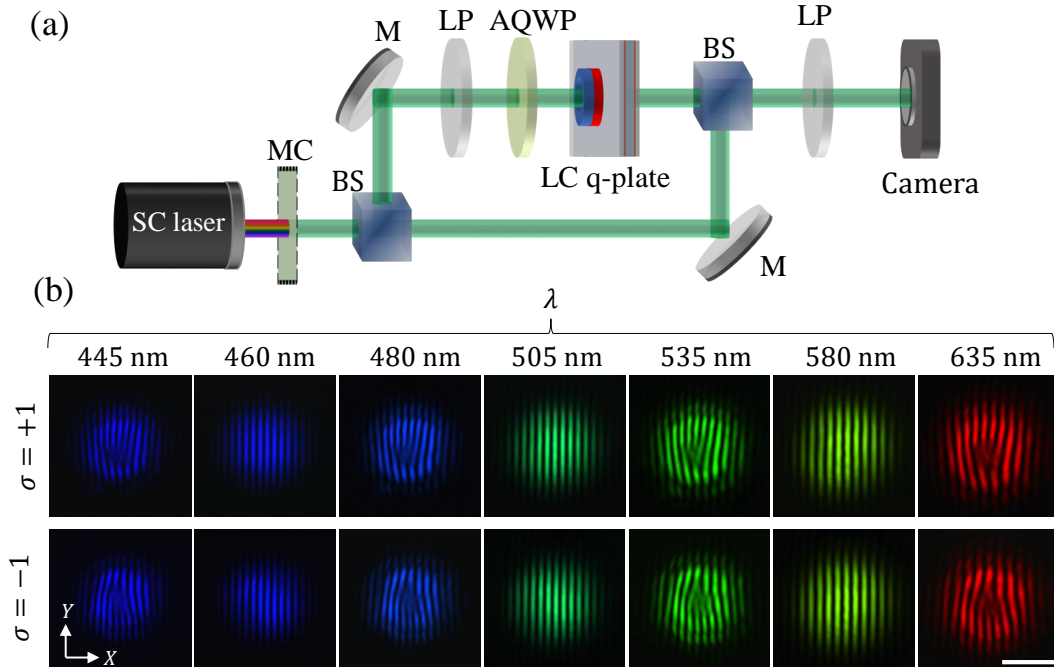 (a)
M
LP
AQWP
BS
LP
MC
BS
LC q-plate
Camera
SC laser
M
(b)
λ
445 nm 460 nm 480 nm 505 nm 535 nm 580 nm 635 nm
σ = +1
σ = −1
Y
X